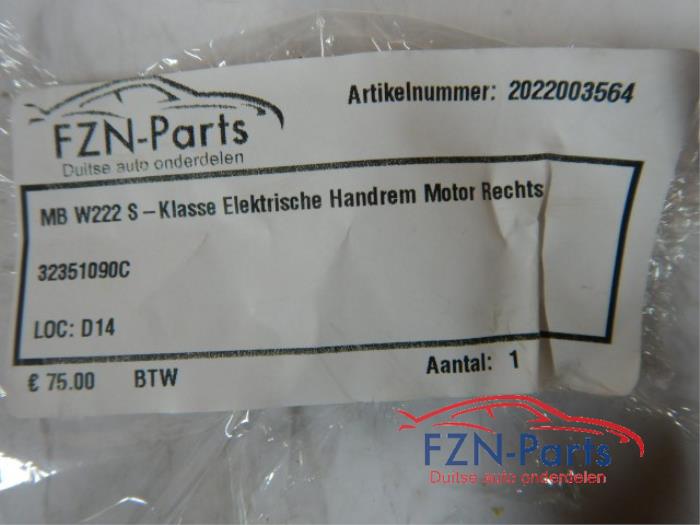 FZN-Parts
Duitse auto onderdelen
Artikelnummer: 2022003564
MB W222 S-Klasse Elektrische Handrem Motor Rechts
32351090C
LOC: D14
€ 75.00 BTW
Aantal: 1
FZN-Parts
Duitse auto onderdelen